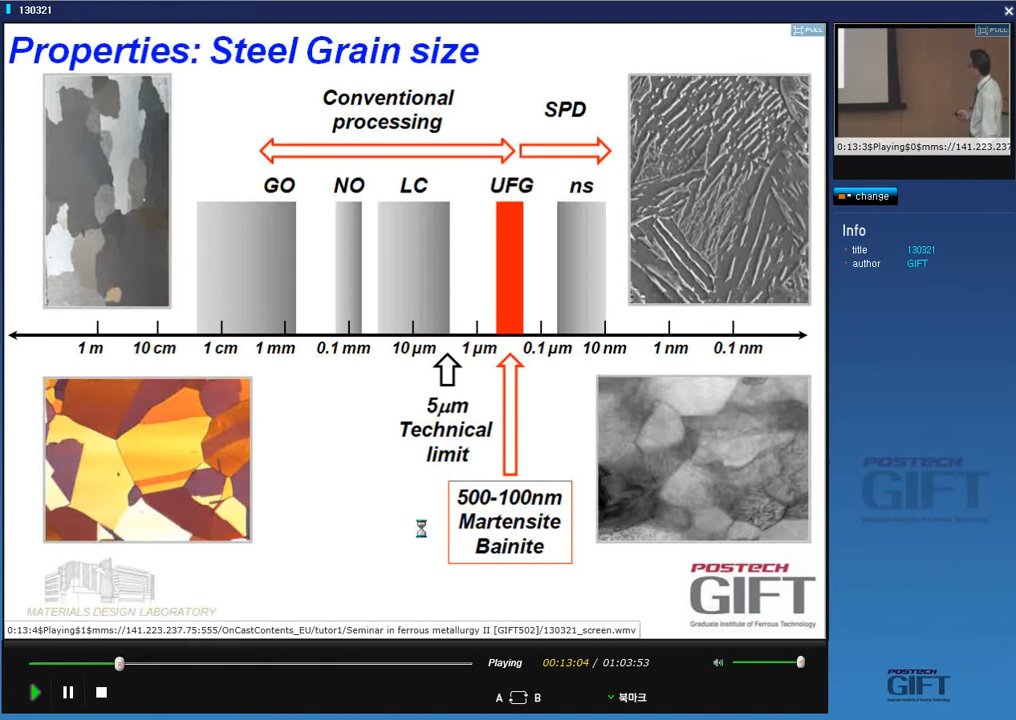 130321
FULL
Properties: Steel Grain size
Conventional
processing
SPD
GO NO LC UFG ns
1 m 10 cm 1 cm 1 mm 0.1 mm 10 µm 1 µm 0.1 µm 10 nm 1 nm 0.1 nm
5µm
Technical
limit
500-100nm
Martensite
Bainite
MATERIALS DESIGN LABORATORY
POSTECH
GIFT
Graduate Institute of Ferrous Technology
0:13:4$Playing$1$mms://141.223.237.75:555/OnCastContents_EU/tutor1/Seminar in ferrous metallurgy II [GIFT502]/130321_screen.wmv
Playing 00:13:04 / 01:03:53
A B 북마크
FULL
0:13:3$Playing$0$mms://141.223.237
change
Info
title 130321
author GIFT
POSTECH
GIFT
Graduate Institute of Ferrous Technology
POSTECH
GIFT